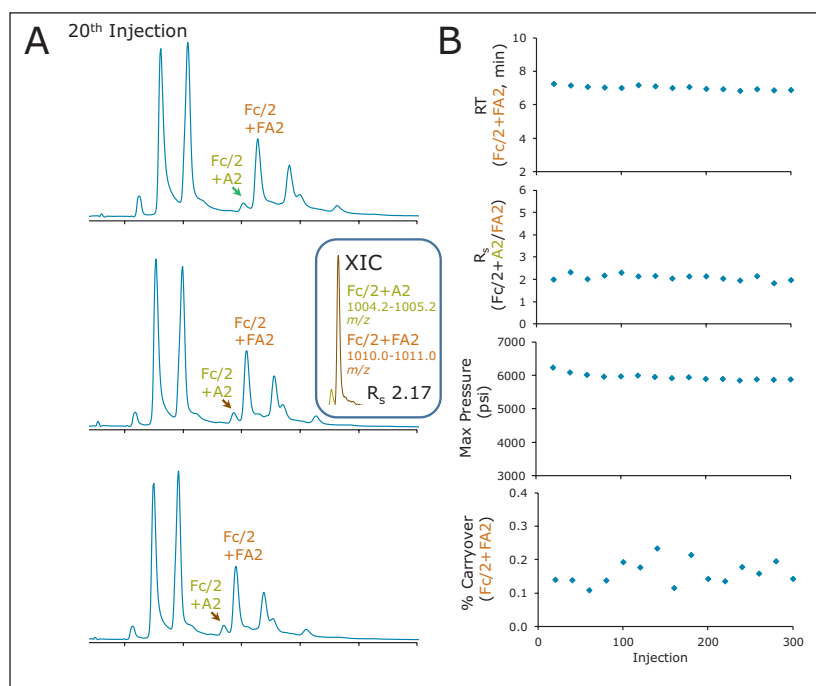 A
20th Injection
Fc/2
+FA2
Fc/2
+A2
Fc/2
+FA2
Fc/2
+A2
XIC
Fc/2+A2
1004.2-1005.2
m/z
Fc/2+FA2
1010.0-1011.0
m/z
Rs 2.17
Fc/2
+FA2
Fc/2
+A2
B
RT
(Fc/2+FA2, min)
10
8
6
4
2
Rs
(Fc/2+A2/FA2)
6
5
4
3
2
1
0
Max Pressure
(psi)
7000
6000
5000
4000
3000
% Carryover
(Fc/2+FA2)
0.4
0.3
0.2
0.1
0.0
0
100
200
300
Injection